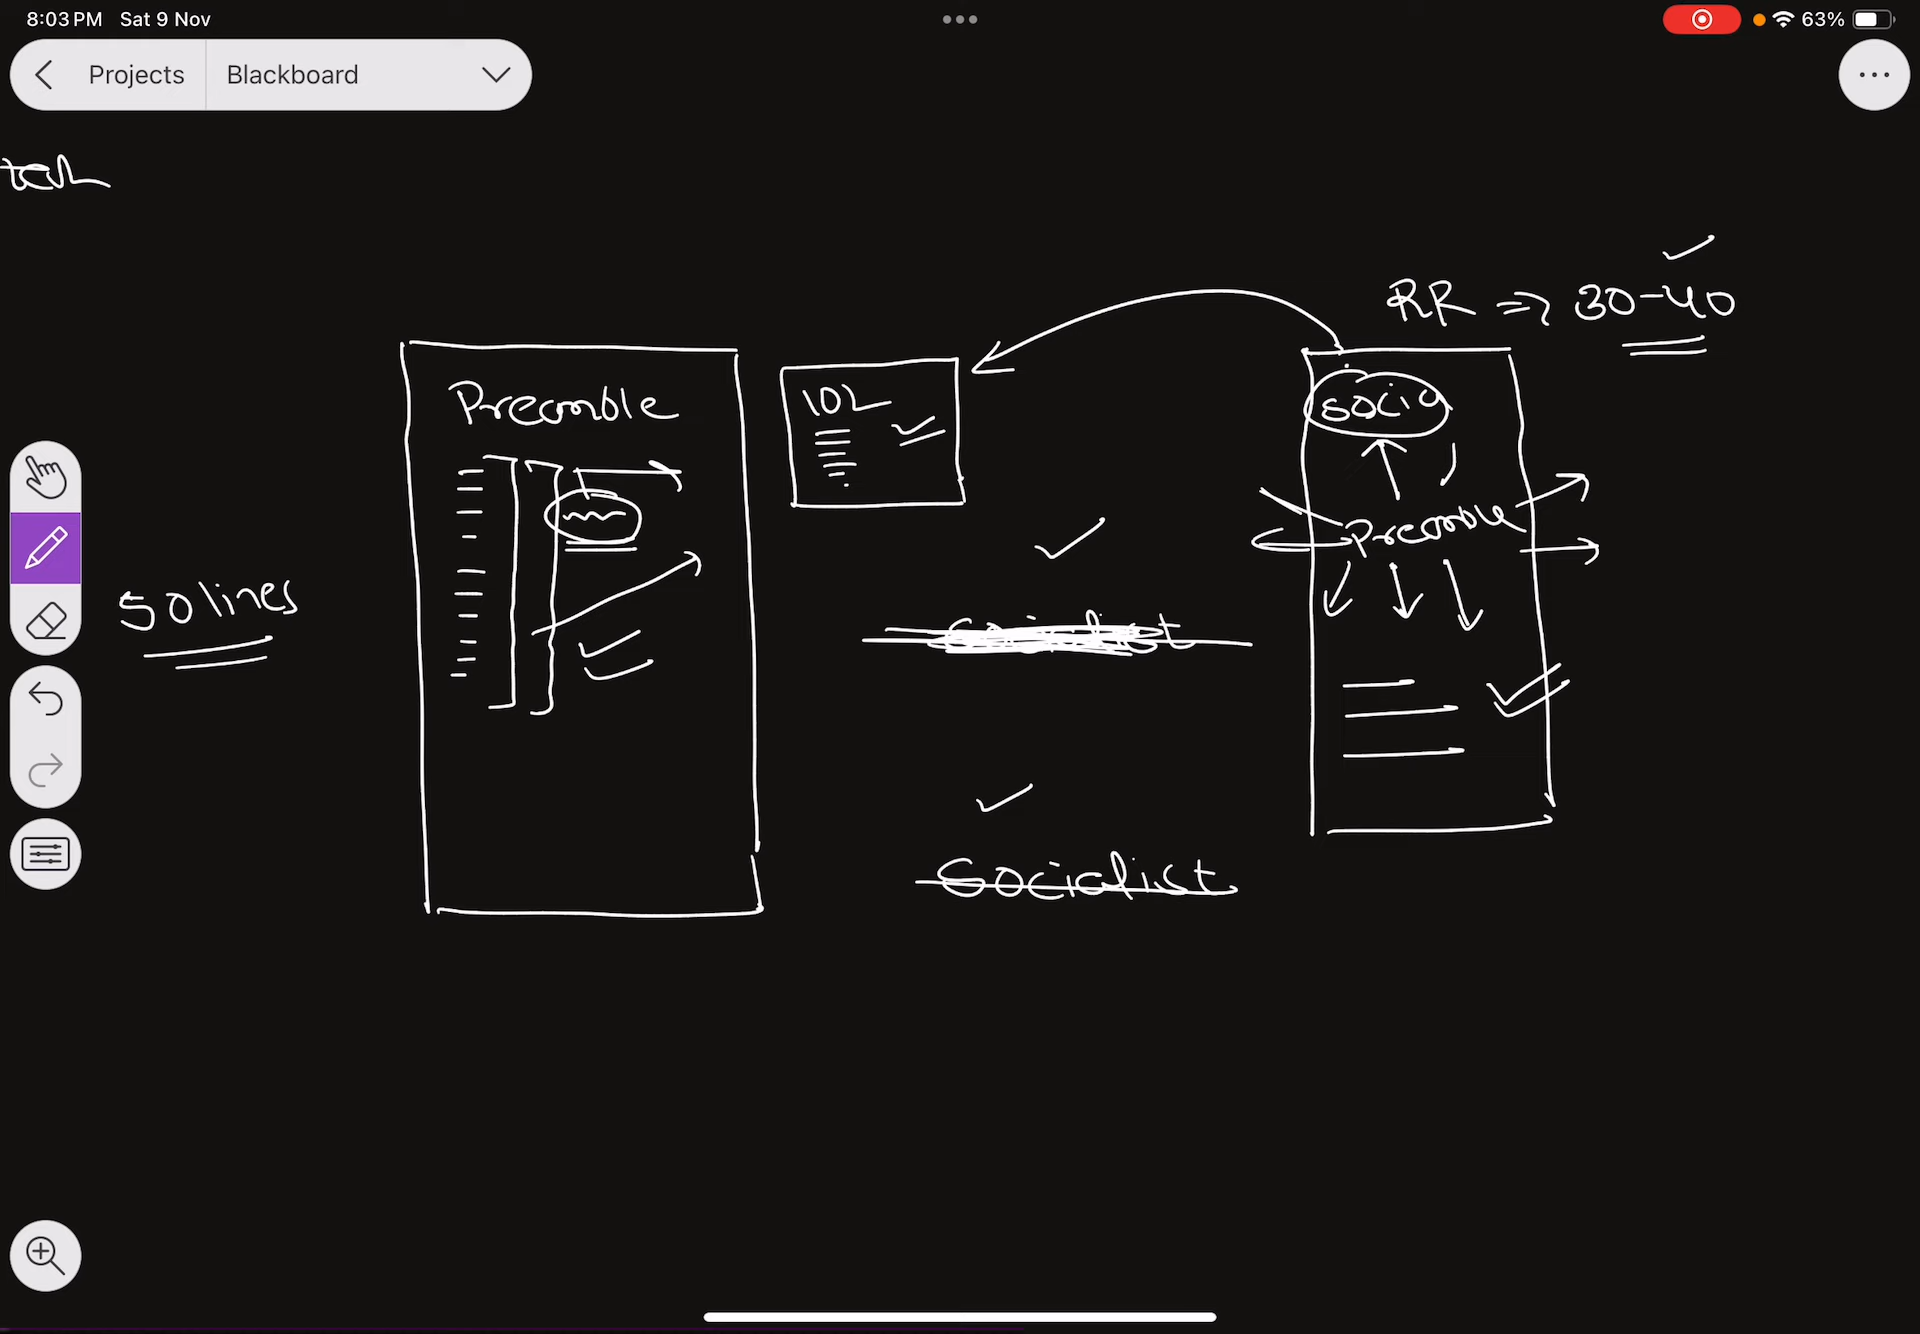 8:03 PM Sat 9 Nov
63%
Projects Blackboard
RR => 30-40
Preamble
102
socia
Preamble
50 lines
Socialist
Socialist